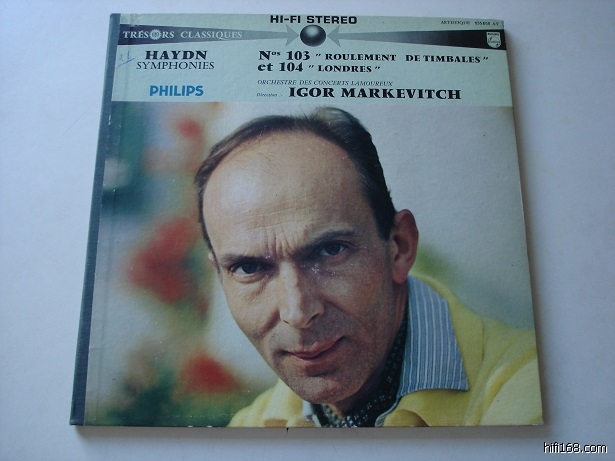 HI-FI STEREO
TRÉSORS CLASSIQUES
HAYDN
SYMPHONIES
PHILIPS
Nos 103 "ROULEMENT DE TIMBALES"
et 104 "LONDRES"
ORCHESTRE DES CONCERTS LAMOUREUX
Direction : IGOR MARKEVITCH
hifi168.com